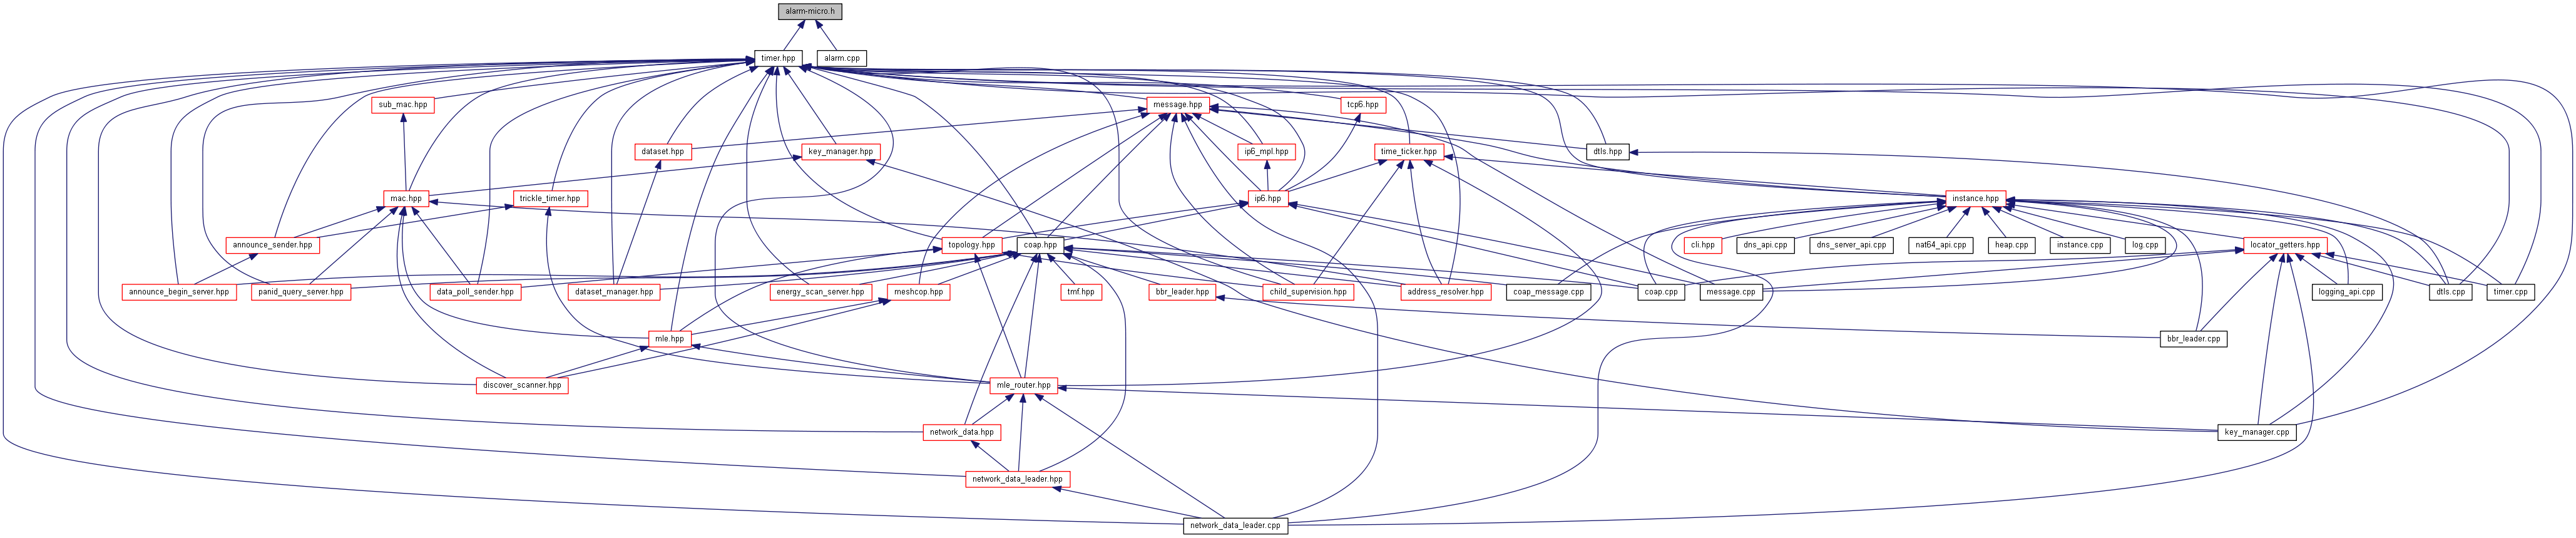 alarm-micro.h
timer.hpp
alarm.cpp
sub_mac.hpp
message.hpp
tcp6.hpp
dataset.hpp
key_manager.hpp
ip6_mpl.hpp
time_ticker.hpp
dtls.hpp
mac.hpp
trickle_timer.hpp
ip6.hpp
instance.hpp
announce_sender.hpp
topology.hpp
coap.hpp
cli.hpp
dns_api.cpp
dns_server_api.cpp
nat64_api.cpp
heap.cpp
instance.cpp
log.cpp
locator_getters.hpp
announce_begin_server.hpp
panid_query_server.hpp
data_poll_sender.hpp
dataset_manager.hpp
energy_scan_server.hpp
meshcop.hpp
tmf.hpp
bbr_leader.hpp
child_supervision.hpp
address_resolver.hpp
coap_message.cpp
coap.cpp
message.cpp
logging_api.cpp
dtls.cpp
timer.cpp
mle.hpp
bbr_leader.cpp
discover_scanner.hpp
mle_router.hpp
network_data.hpp
key_manager.cpp
network_data_leader.hpp
network_data_leader.cpp